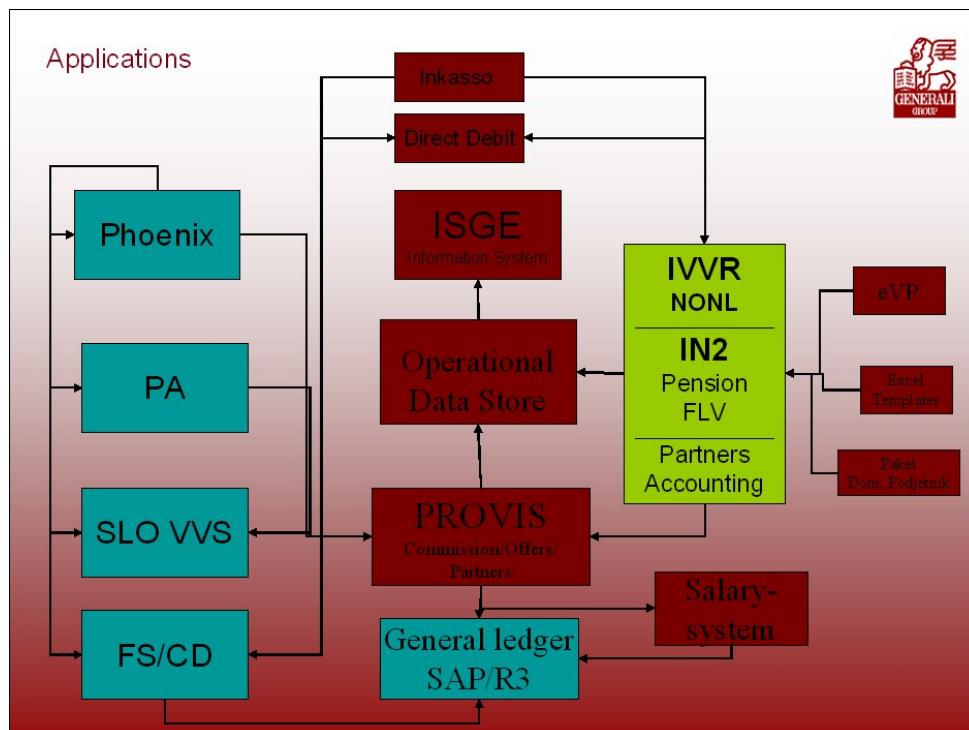 Applications
Inkasso
GENERALI
GROUP
Direct Debit
Phoenix
ISGE
Information System
IVVR
NONL
eVP
PA
Operational
Data Store
IN2
Pension
FLV
Excel
Templates
Partners
Accounting
Paket
Dom, Podjetnik
SLO VVS
PROVIS
Commission/Offers/
Partners
Salary-
system
FS/CD
General ledger
SAP/R3